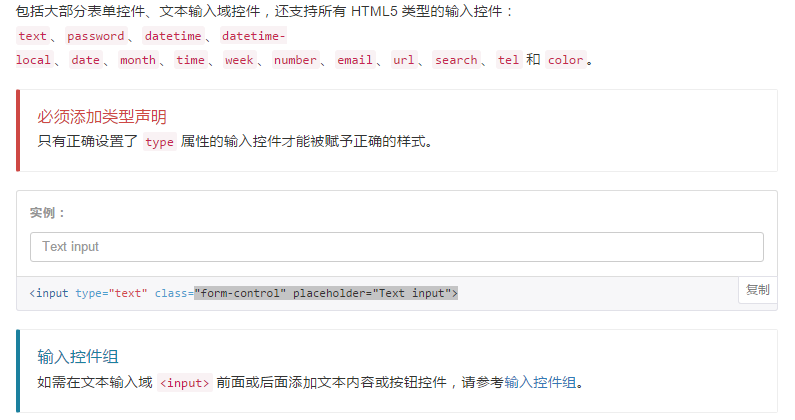 包括大部分表单控件、文本输入域控件，还支持所有 HTML5 类型的输入控件：
text、password、datetime、datetime-
local、date、month、time、week、number、email、url、search、tel 和 color。
必须添加类型声明
只有正确设置了 type 属性的输入控件才能被赋予正确的样式。
实例：
Text input
<input type="text" class="form-control" placeholder="Text input">
复制
输入控件组
如需在文本输入域 <input> 前面或后面添加文本内容或按钮控件，请参考输入控件组。